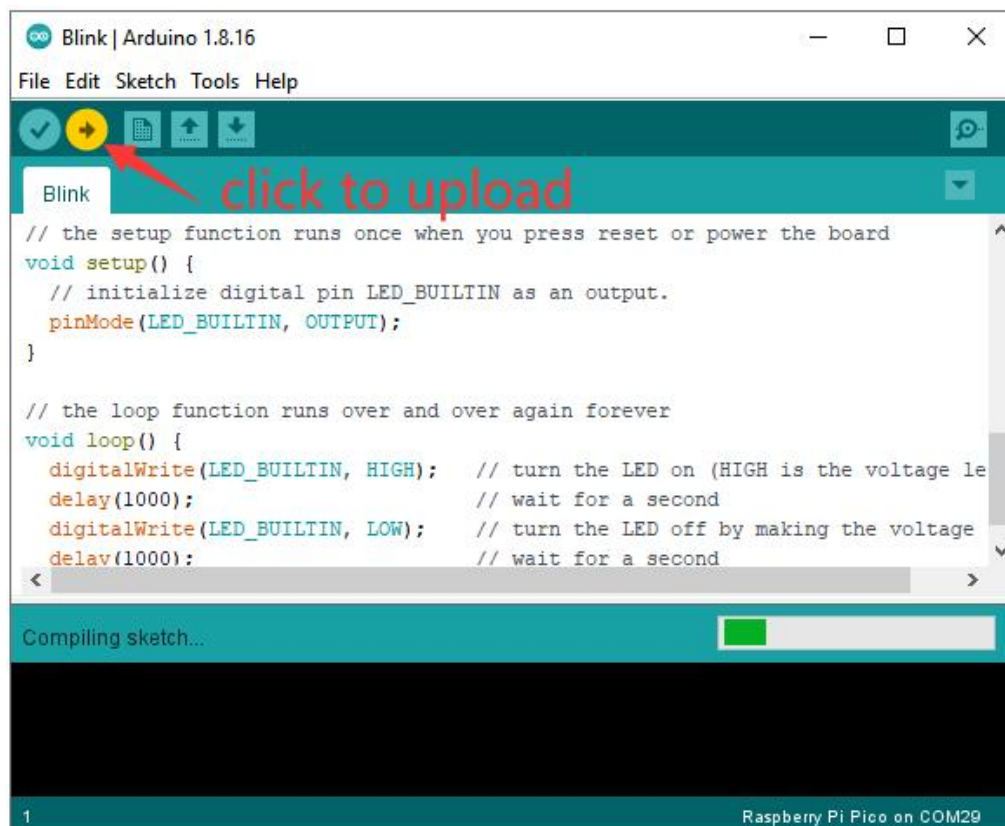 Blink | Arduino 1.8.16
File Edit Sketch Tools Help
click to upload
Blink
// the setup function runs once when you press reset or power the board
void setup() {
  // initialize digital pin LED_BUILTIN as an output.
  pinMode(LED_BUILTIN, OUTPUT);
}
// the loop function runs over and over again forever
void loop() {
  digitalWrite(LED_BUILTIN, HIGH);   // turn the LED on (HIGH is the voltage le
  delay(1000);                       // wait for a second
  digitalWrite(LED_BUILTIN, LOW);    // turn the LED off by making the voltage
  delay(1000);                       // wait for a second
Compiling sketch...
1 Raspberry Pi Pico on COM29